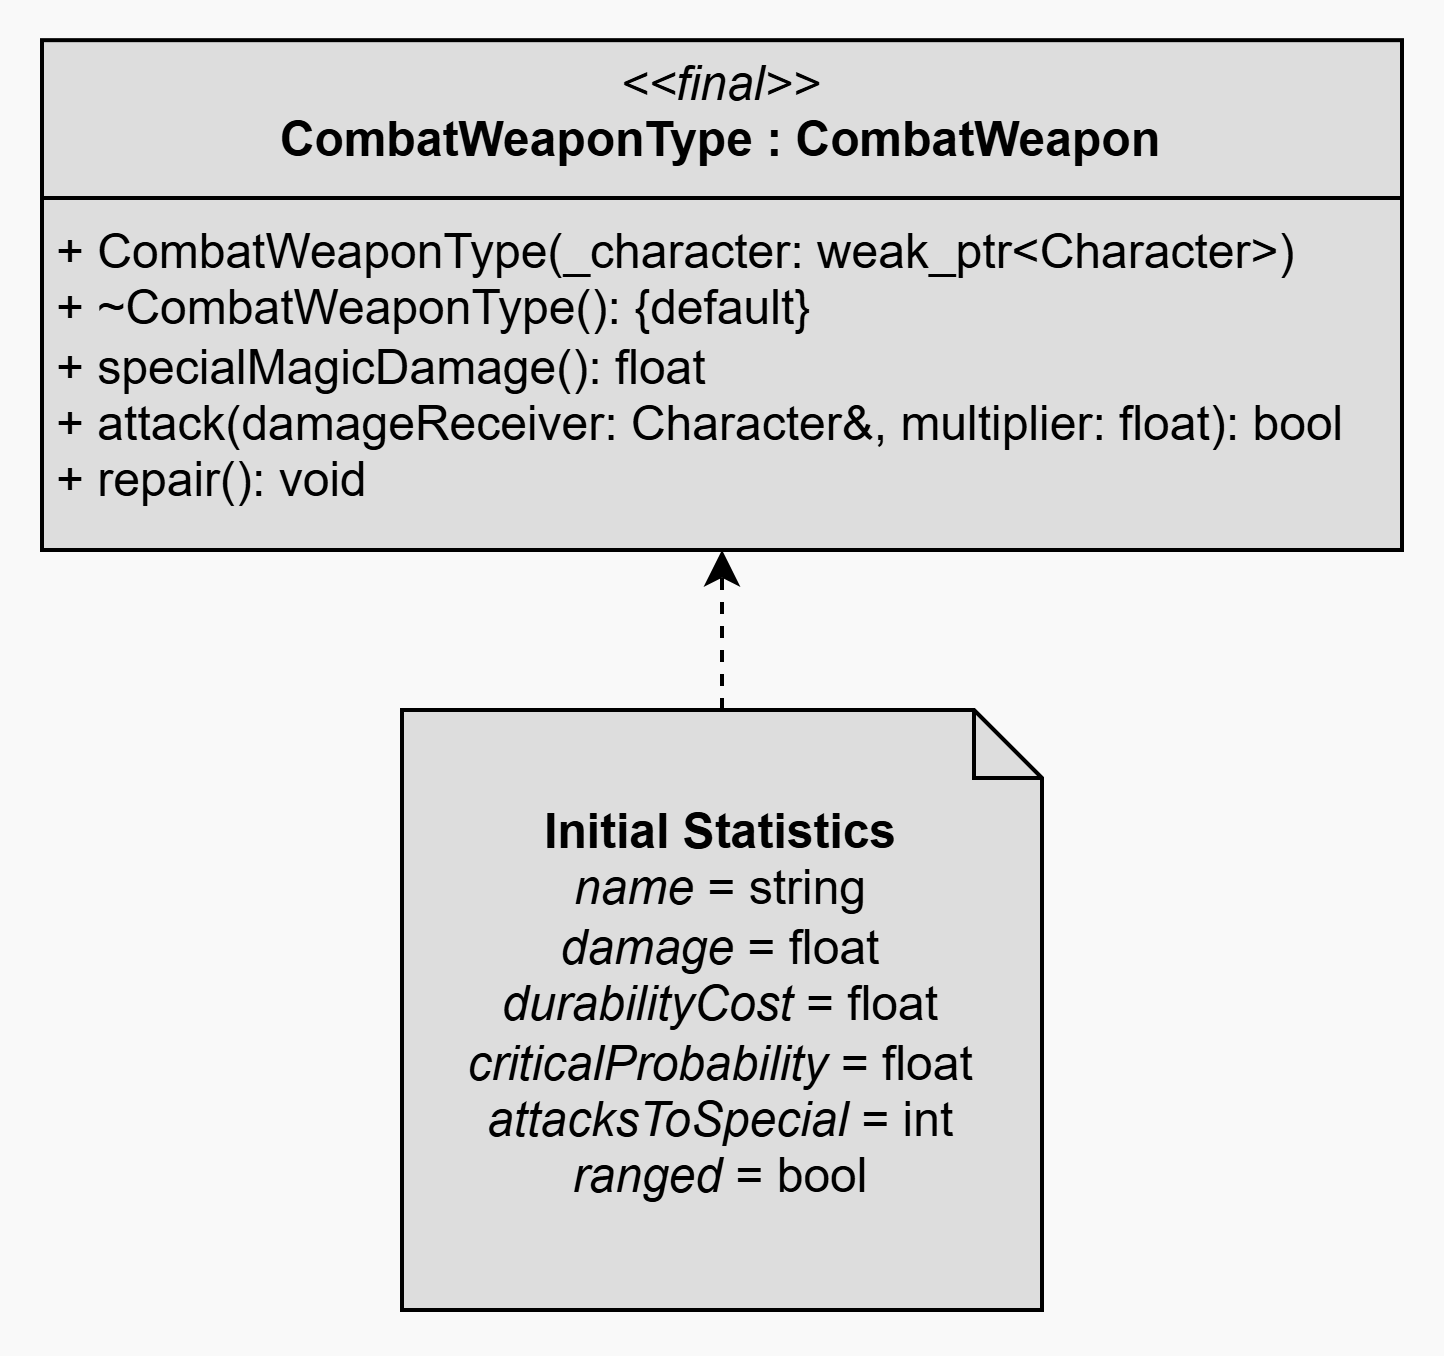 <<final>>
CombatWeaponType : CombatWeapon
+ CombatWeaponType(_character: weak_ptr<Character>)
+ ~CombatWeaponType(): {default}
+ specialMagicDamage(): float
+ attack(damageReceiver: Character&, multiplier: float): bool
+ repair(): void
Initial Statistics
name = string
damage = float
durabilityCost = float
criticalProbability = float
attacksToSpecial = int
ranged = bool